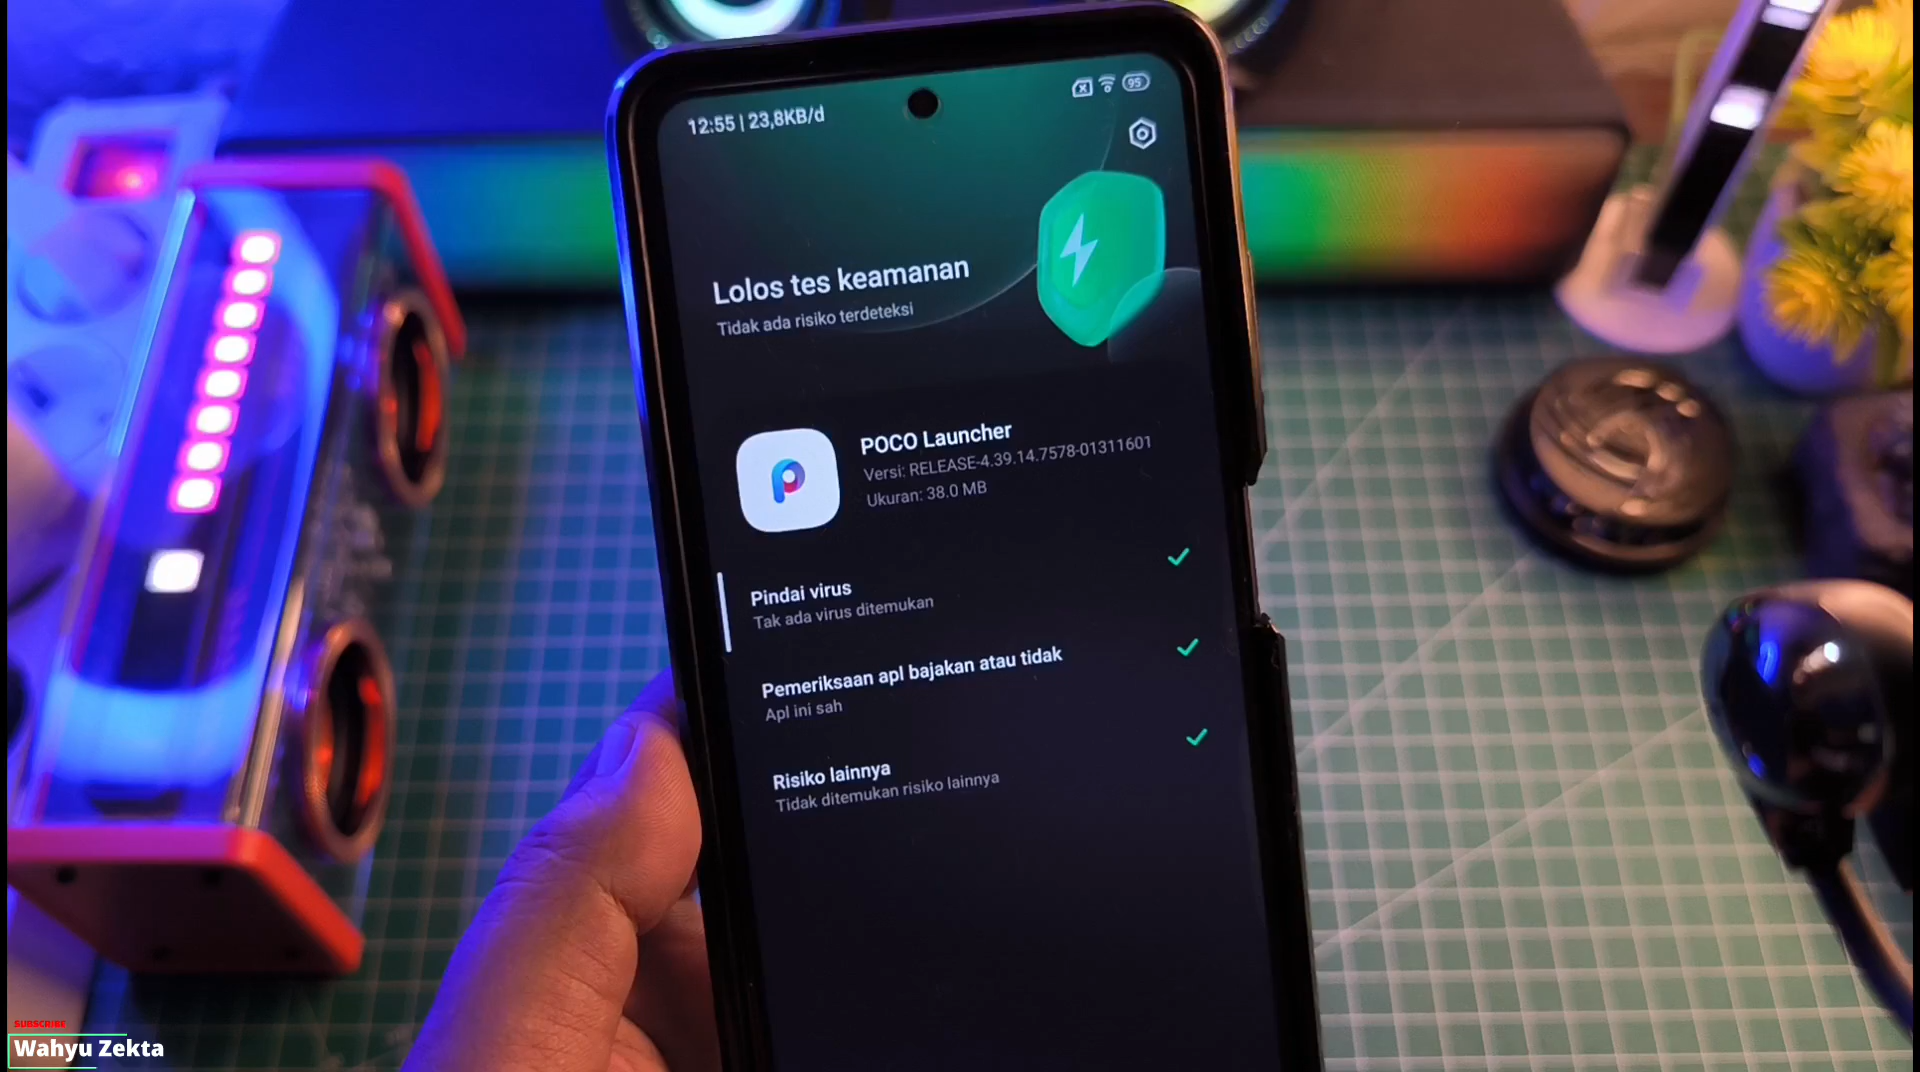 12:55 | 23,8KB/d
95
Lolos tes keamanan
Tidak ada risiko terdeteksi
POCO Launcher
Versi: RELEASE-4.39.14.7578-01311601
Ukuran: 38.0 MB
Pindai virus
Tak ada virus ditemukan
Pemeriksaan apl bajakan atau tidak
Apl ini sah
Risiko lainnya
Tidak ditemukan risiko lainnya
SUBSCRIBE
Wahyu Zekta